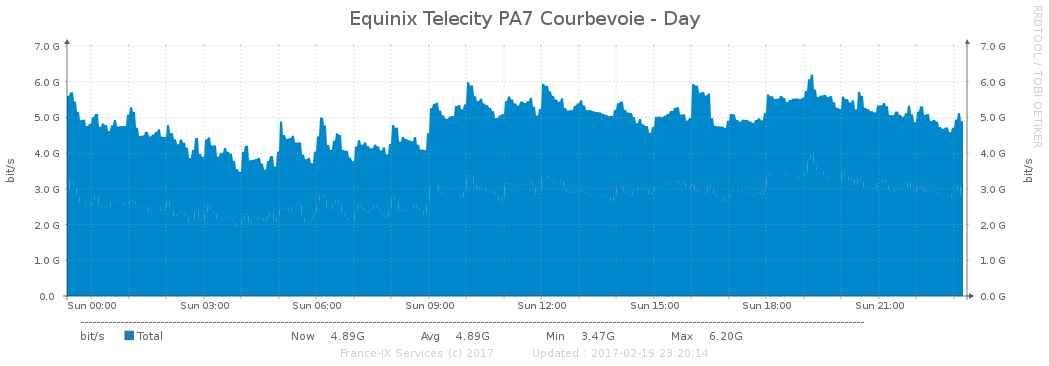 Equinix Telecity PA7 Courbevoie - Day
RRDTOOL / TOBI OETIKER
bit/s
7.0 G
6.0 G
5.0 G
4.0 G
3.0 G
2.0 G
1.0 G
0.0
7.0 G
6.0 G
5.0 G
4.0 G
3.0 G
2.0 G
1.0 G
0.0 G
bit/s
Sun 00:00 Sun 03:00 Sun 06:00 Sun 09:00 Sun 12:00 Sun 15:00 Sun 18:00 Sun 21:00
bit/s Total Now 4.89G Avg 4.89G Min 3.47G Max 6.20G
France-IX Services (c) 2017 Updated : 2017-02-19 23:20:14